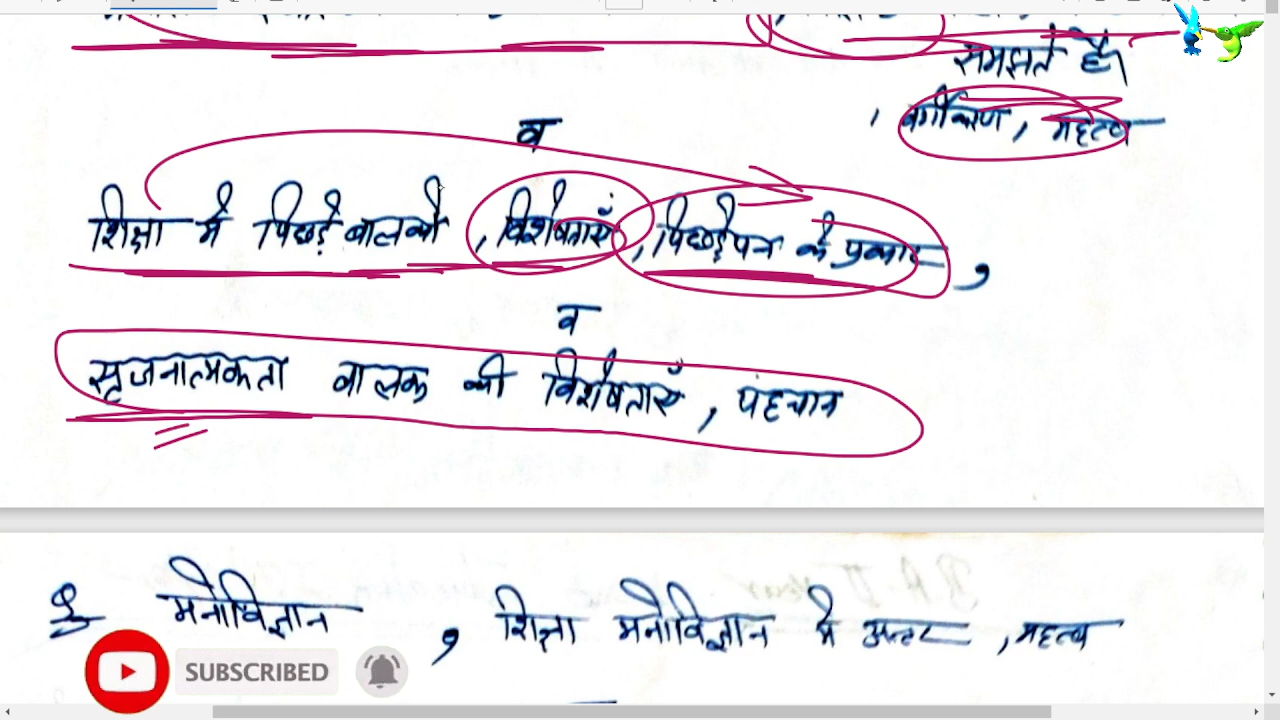 समझते हैं।
, वर्गीकरण, महत्व
व
शिक्षा में पिछड़े बालको , विशेषताएँ , पिछड़ेपन के प्रकार ,
व
सृजनात्मकता बालक की विशेषताएँ , पहचान
मनोविज्ञान , शिक्षा मनोविज्ञान मे अन्तर , महत्व
SUBSCRIBED